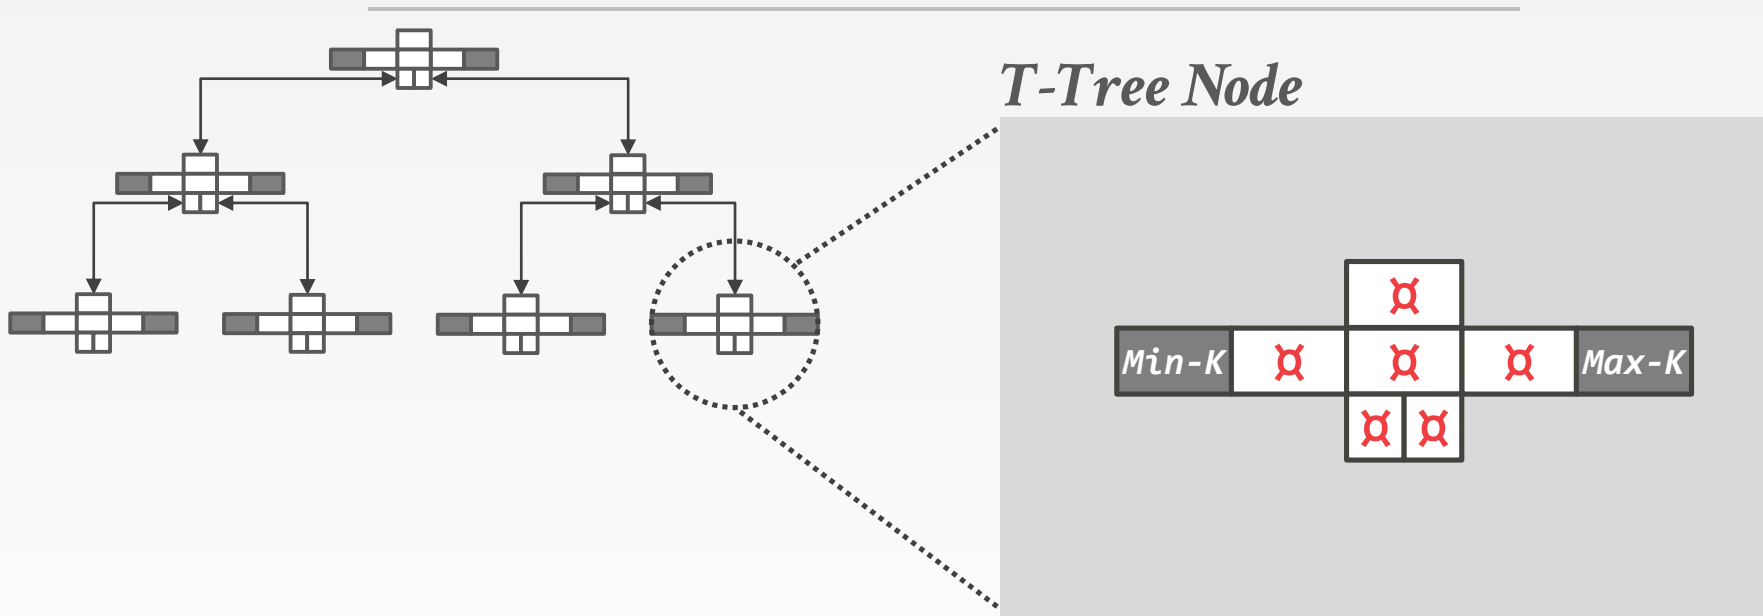 T-Tree Node
¤
Min-K ¤ ¤ ¤ Max-K
¤ ¤